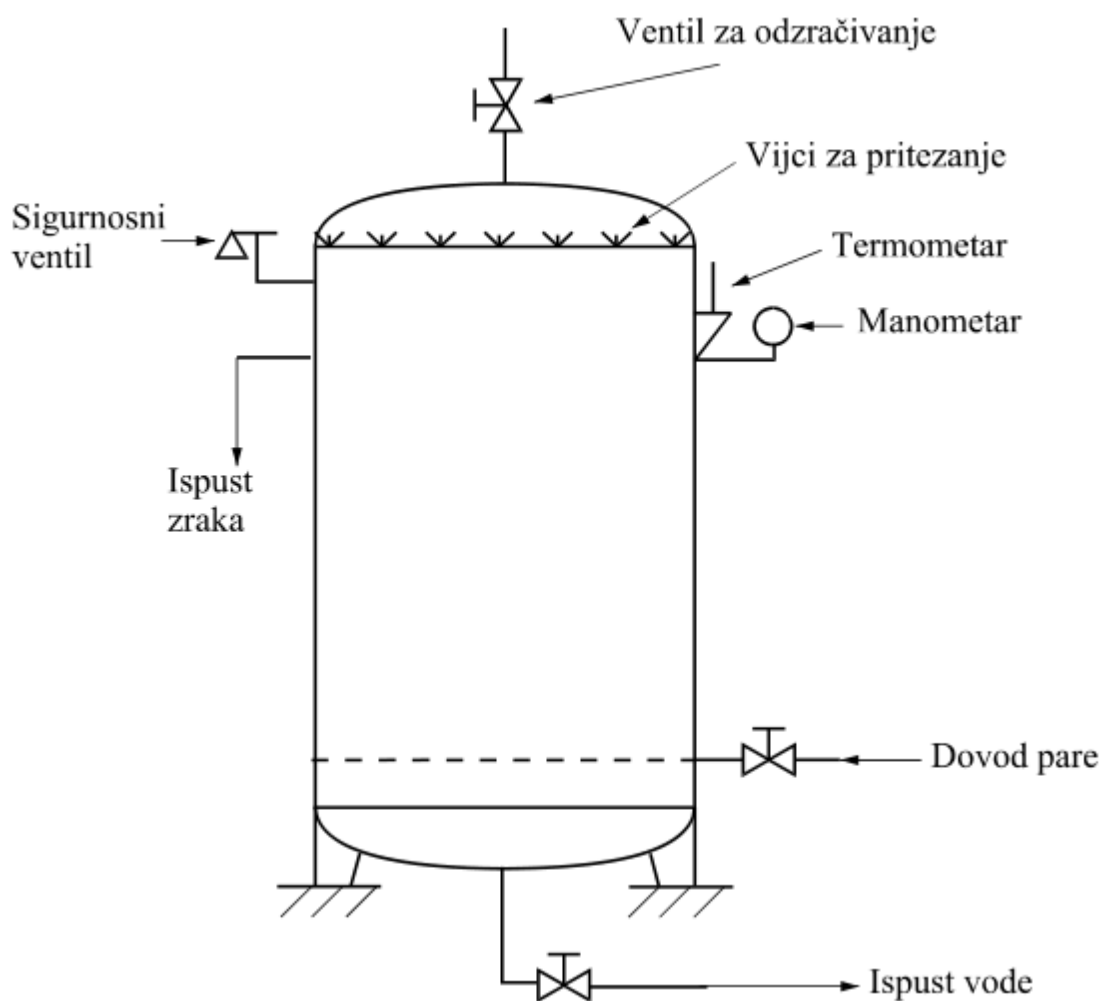 Ventil za odzračivanje
Vijci za pritezanje
Sigurnosni
ventil
Termometar
Manometar
Ispust
zraka
Dovod pare
Ispust vode